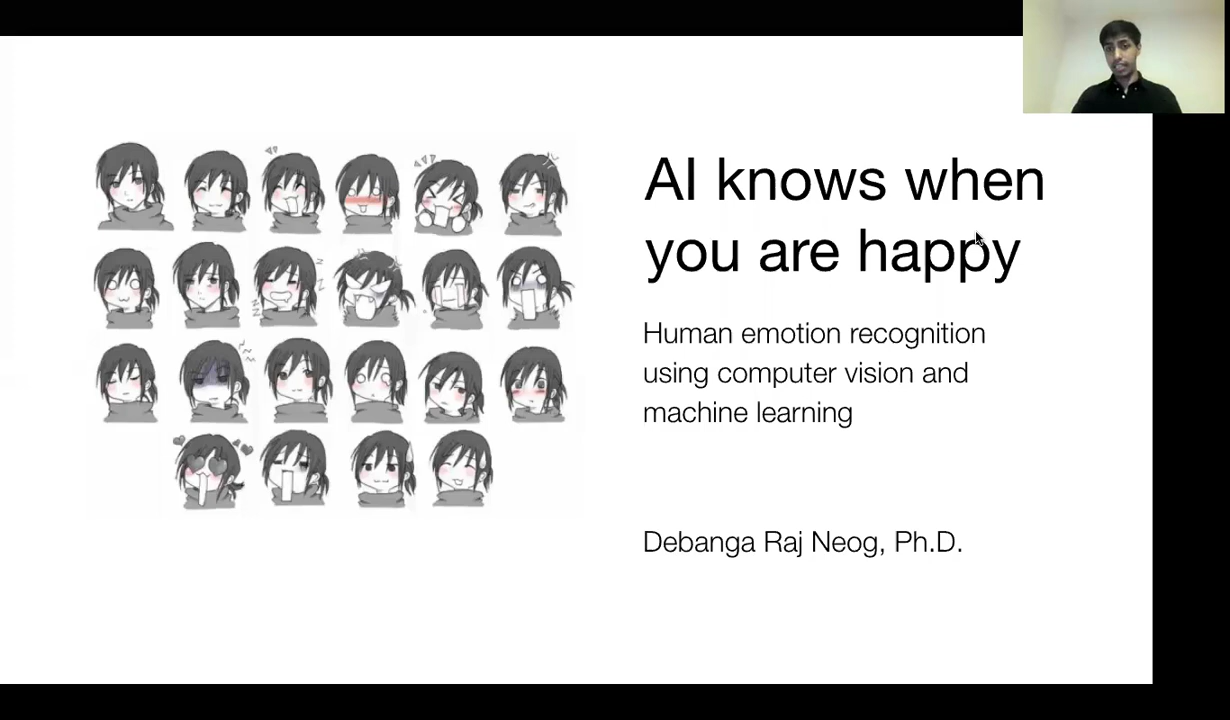 AI knows when
you are happy
Human emotion recognition
using computer vision and
machine learning
Debanga Raj Neog, Ph.D.